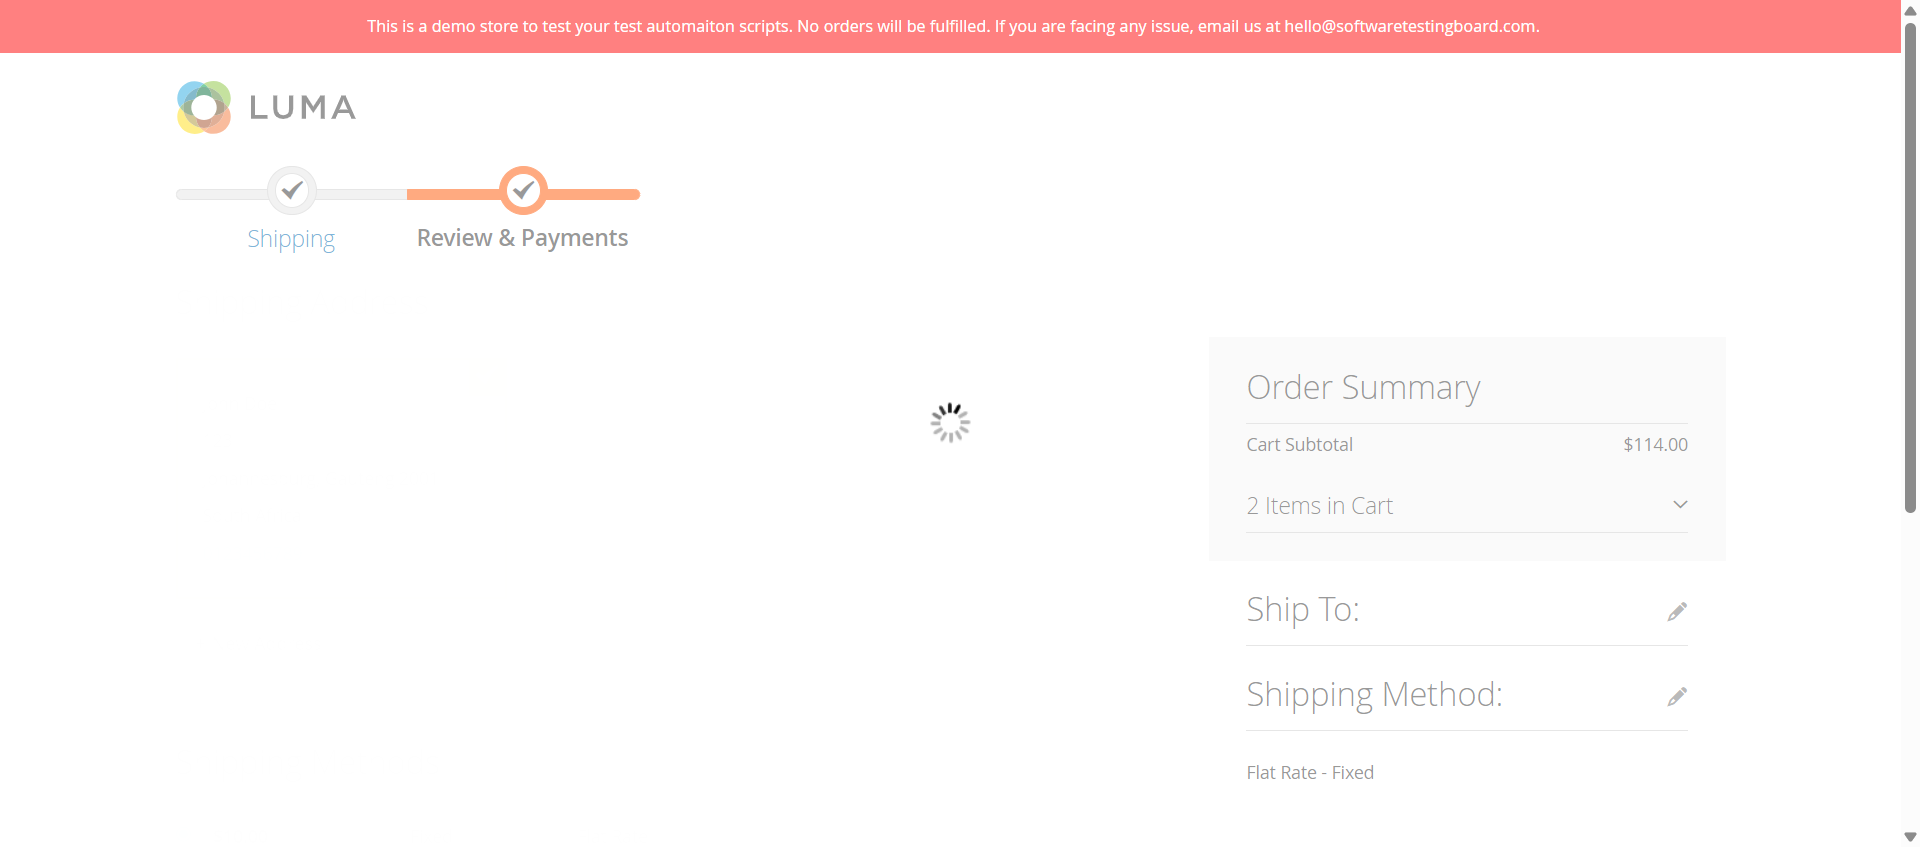 This is a demo store to test your test automaiton scripts. No orders will be fulfilled. If you are facing any issue, email us at hello@softwaretestingboard.com.
LUMA
Shipping
Review & Payments
Order Summary
Cart Subtotal $114.00
2 Items in Cart
Ship To:
Shipping Method:
Flat Rate - Fixed